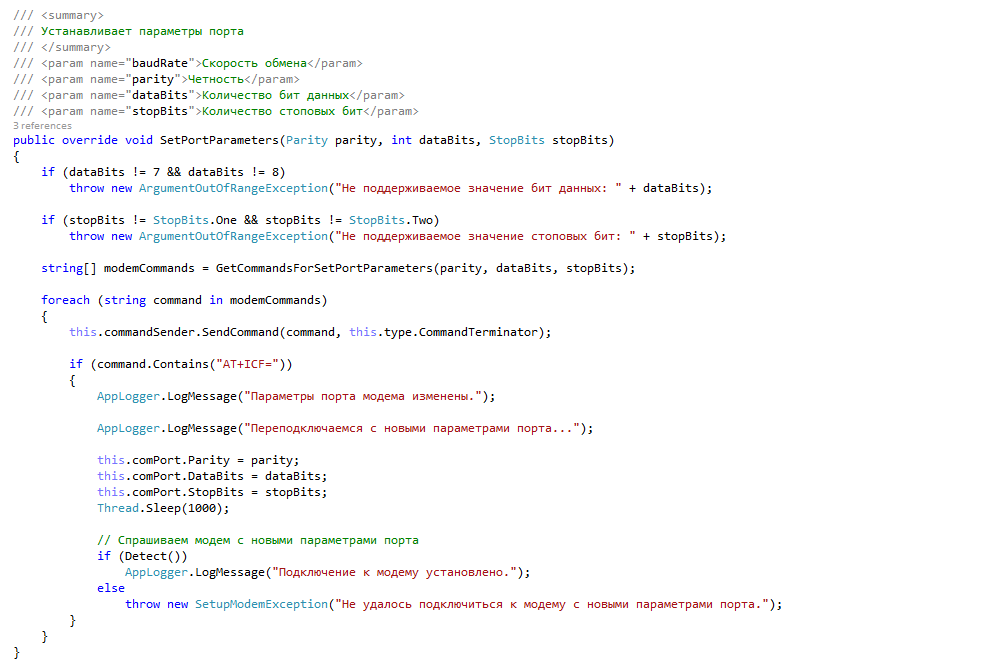 /// <summary>
/// Устанавливает параметры порта
/// </summary>
/// <param name="baudRate">Скорость обмена</param>
/// <param name="parity">Четность</param>
/// <param name="dataBits">Количество бит данных</param>
/// <param name="stopBits">Количество стоповых бит</param>
3 references
public override void SetPortParameters(Parity parity, int dataBits, StopBits stopBits)
{
    if (dataBits != 7 && dataBits != 8)
        throw new ArgumentOutOfRangeException("Не поддерживаемое значение бит данных: " + dataBits);

    if (stopBits != StopBits.One && stopBits != StopBits.Two)
        throw new ArgumentOutOfRangeException("Не поддерживаемое значение стоповых бит: " + stopBits);

    string[] modemCommands = GetCommandsForSetPortParameters(parity, dataBits, stopBits);

    foreach (string command in modemCommands)
    {
        this.commandSender.SendCommand(command, this.type.CommandTerminator);

        if (command.Contains("AT+ICF="))
        {
            AppLogger.LogMessage("Параметры порта модема изменены.");

            AppLogger.LogMessage("Переподключаемся с новыми параметрами порта...");

            this.comPort.Parity = parity;
            this.comPort.DataBits = dataBits;
            this.comPort.StopBits = stopBits;
            Thread.Sleep(1000);

            // Спрашиваем модем с новыми параметрами порта
            if (Detect())
                AppLogger.LogMessage("Подключение к модему установлено.");
            else
                throw new SetupModemException("Не удалось подключиться к модему с новыми параметрами порта.");
        }
    }
}